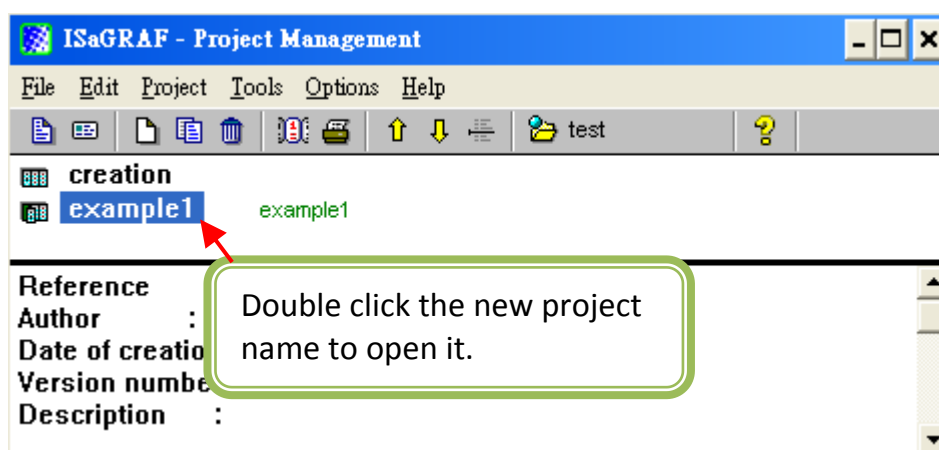 ISaGRAF - Project Management
File Edit Project Tools Options Help
test
creation
example1 example1
Reference
Author :
Date of creatio
Version numbe
Description :
Double click the new project
name to open it.